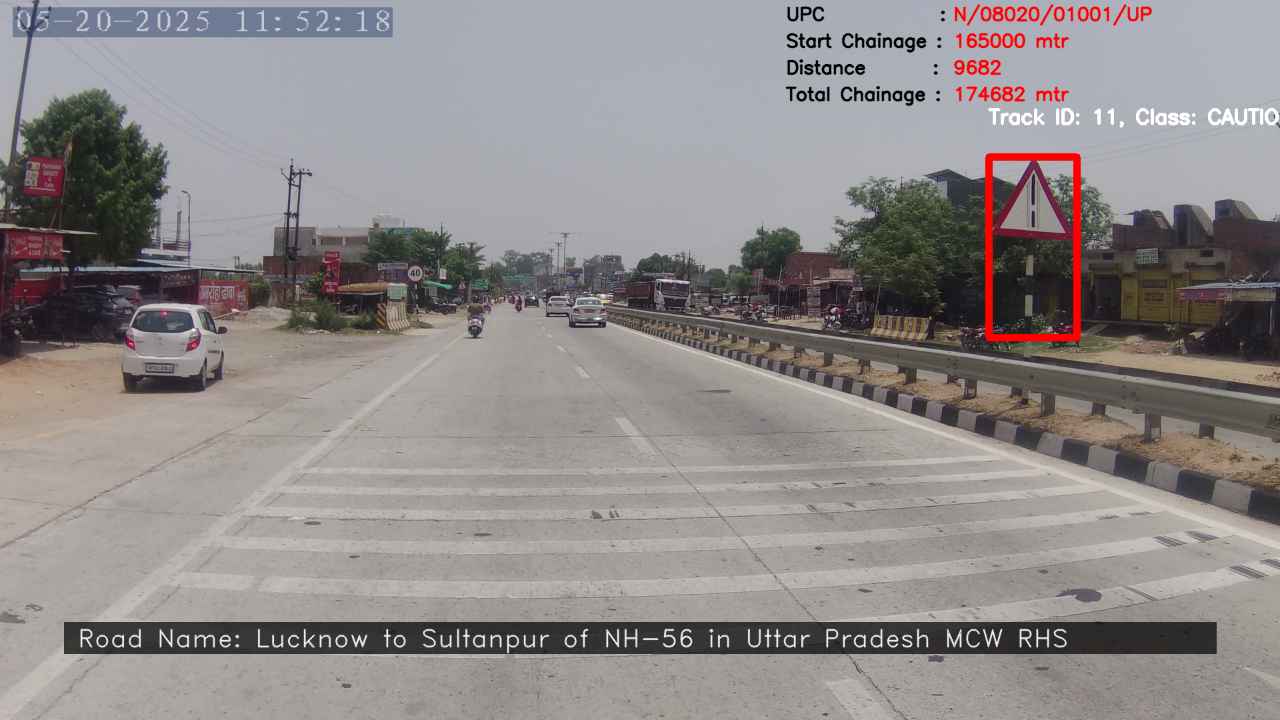 05-20-2025 11:52:18
UPC : N/08020/01001/UP
Start Chainage : 165000 mtr
Distance : 9682
Total Chainage : 174682 mtr
Track ID: 11, Class: CAUTIO
40
Road Name: Lucknow to Sultanpur of NH-56 in Uttar Pradesh MCW RHS